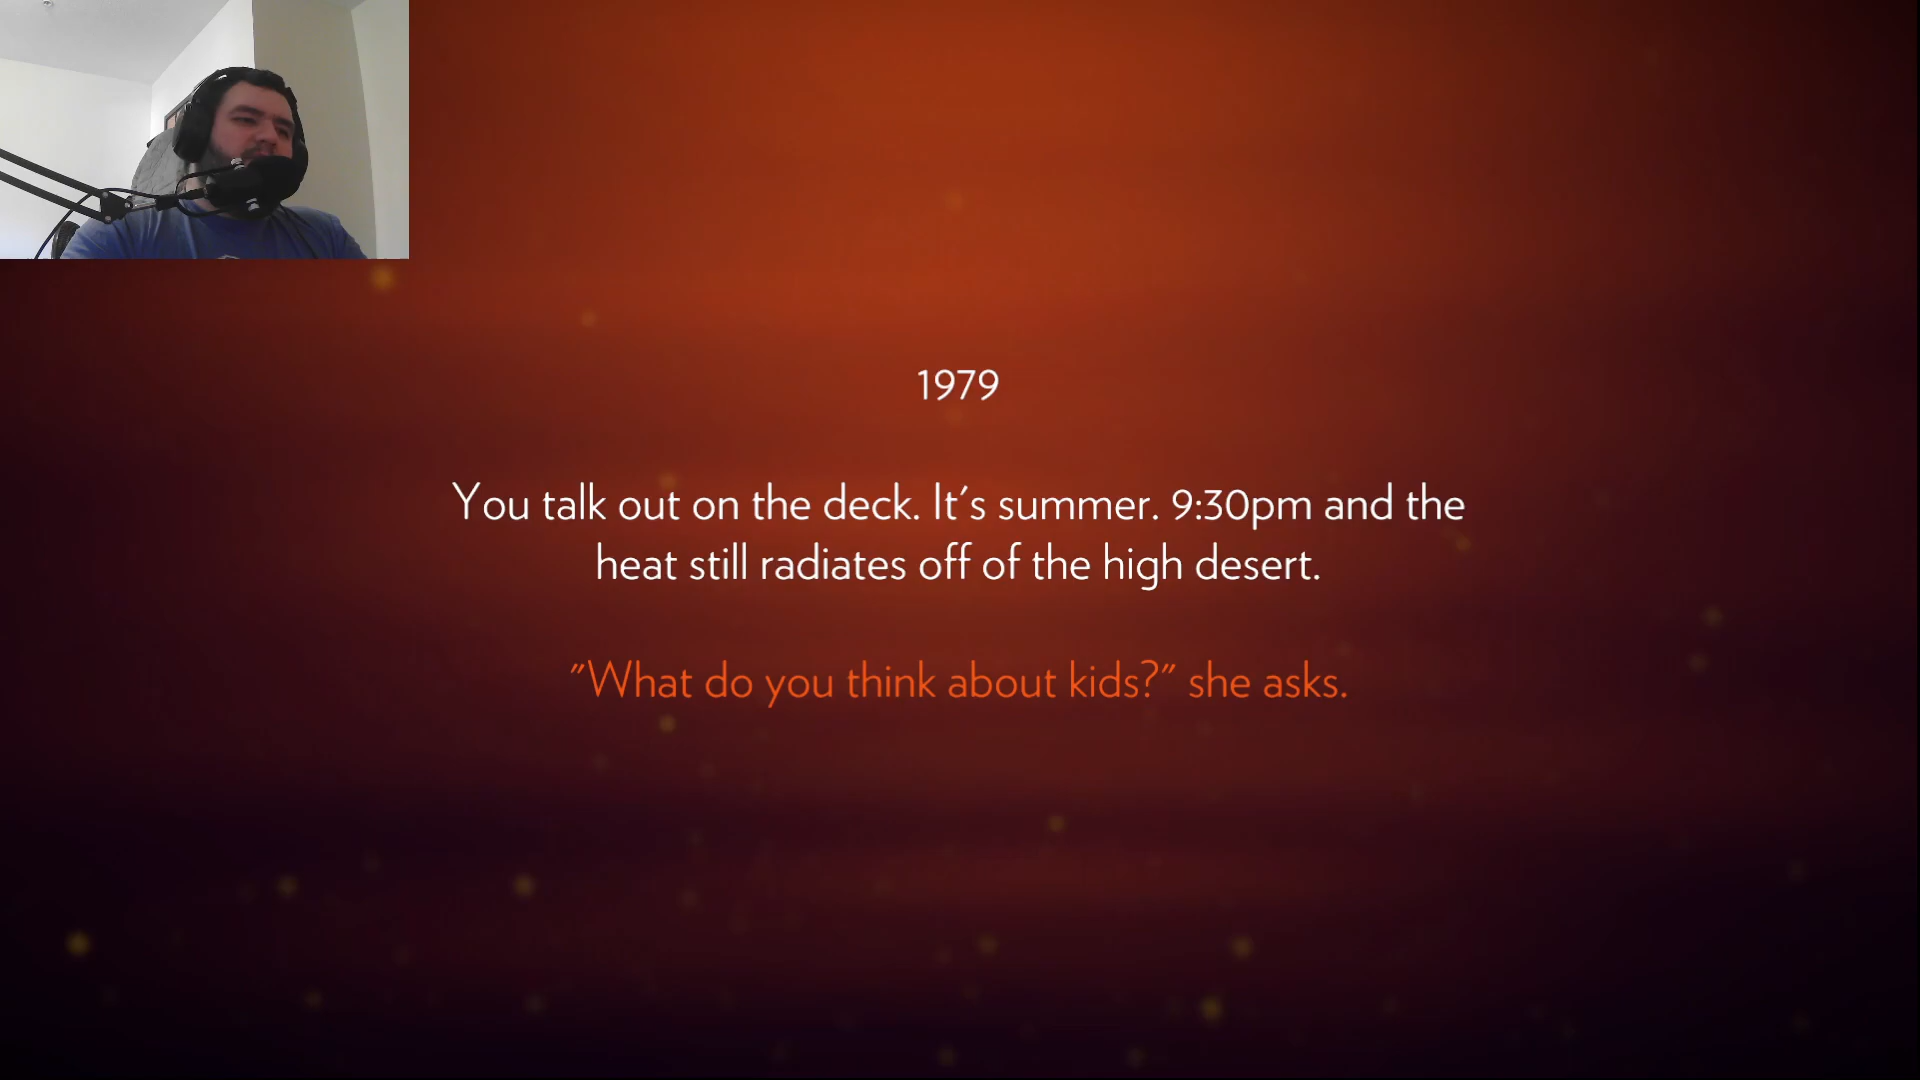 1979
You talk out on the deck. It's summer. 9:30pm and the
heat still radiates off of the high desert.
"What do you think about kids?" she asks.